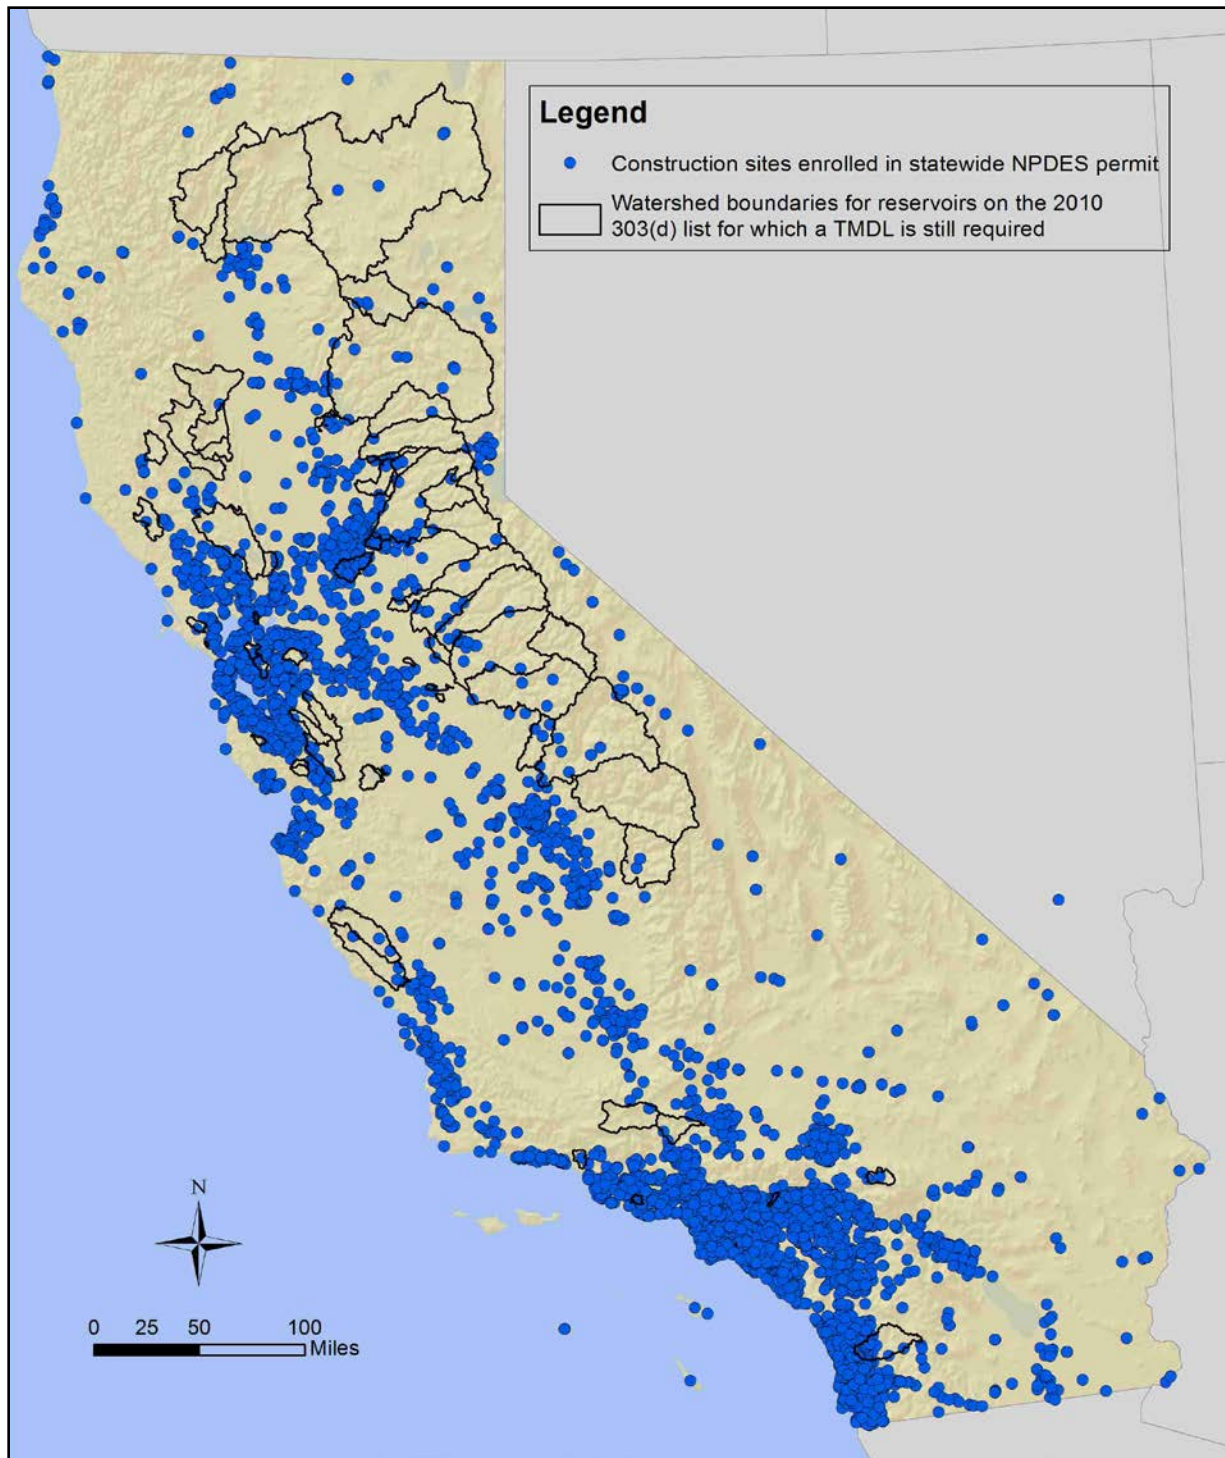 Legend
Construction sites enrolled in statewide NPDES permit
Watershed boundaries for reservoirs on the 2010
303(d) list for which a TMDL is still required
N
0 25 50 100
Miles